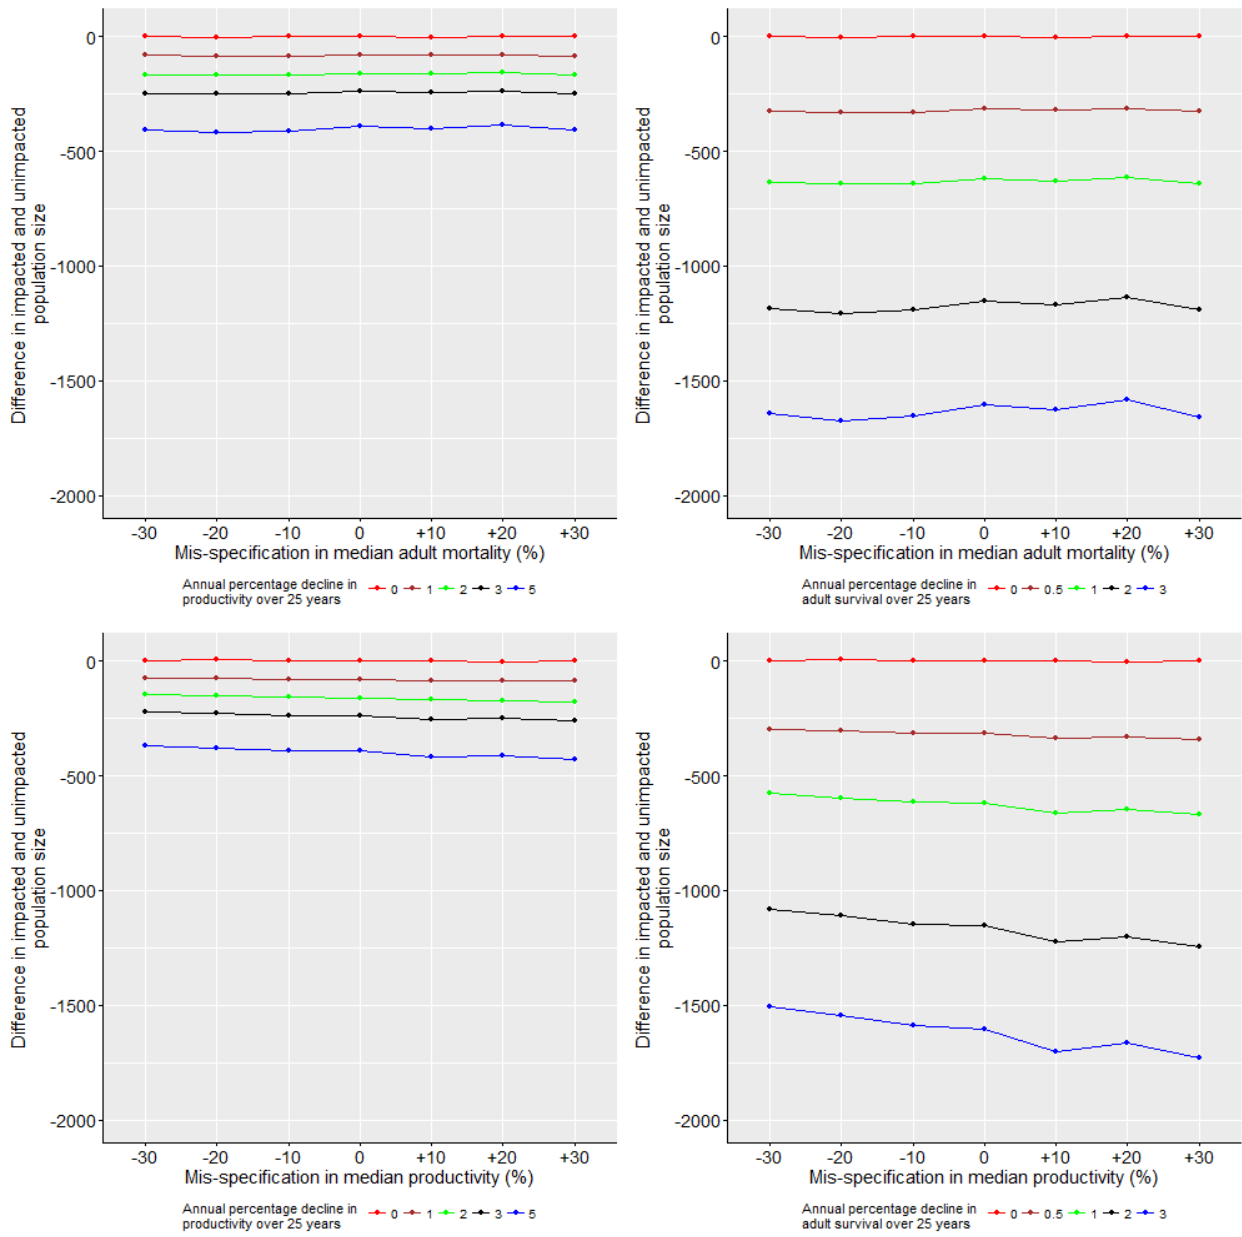 Difference in impacted and unimpacted
population size
0
-500
-1000
-1500
-2000
-30 -20 -10 0 +10 +20 +30
Mis-specification in median adult mortality (%)
Annual percentage decline in
productivity over 25 years
0 1 2 3 5
Difference in impacted and unimpacted
population size
0
-500
-1000
-1500
-2000
-30 -20 -10 0 +10 +20 +30
Mis-specification in median adult mortality (%)
Annual percentage decline in
adult survival over 25 years
0 0.5 1 2 3
Difference in impacted and unimpacted
population size
0
-500
-1000
-1500
-2000
-30 -20 -10 0 +10 +20 +30
Mis-specification in median productivity (%)
Annual percentage decline in
productivity over 25 years
0 1 2 3 5
Difference in impacted and unimpacted
population size
0
-500
-1000
-1500
-2000
-30 -20 -10 0 +10 +20 +30
Mis-specification in median productivity (%)
Annual percentage decline in
adult survival over 25 years
0 0.5 1 2 3